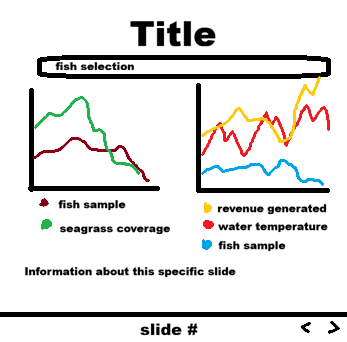 Title
fish selection
fish sample
seagrass coverage
revenue generated
water temperature
fish sample
Information about this specific slide
slide #
< >